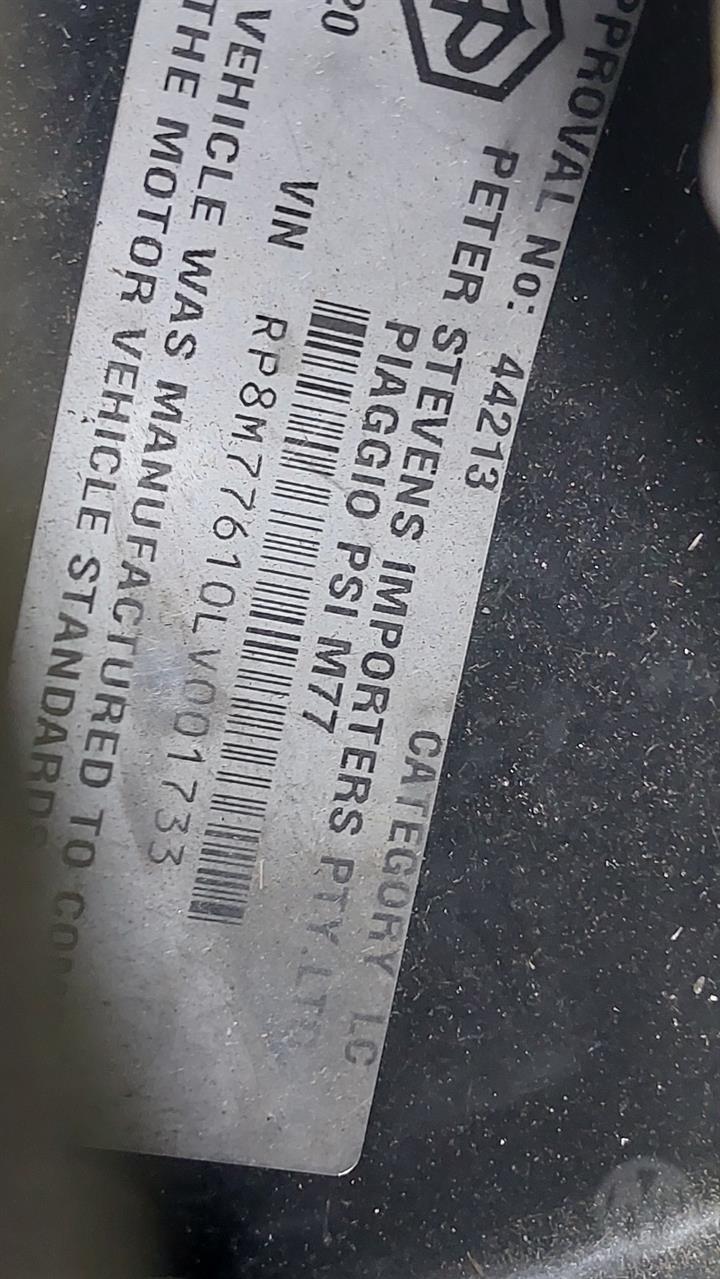 APPROVAL No: 44213 CATEGORY LC
PETER STEVENS IMPORTERS PTY.LTD
PIAGGIO PSI M77
20
VIN RP8M77610LV001733
VEHICLE WAS MANUFACTURED TO
THE MOTOR VEHICLE STANDARDS